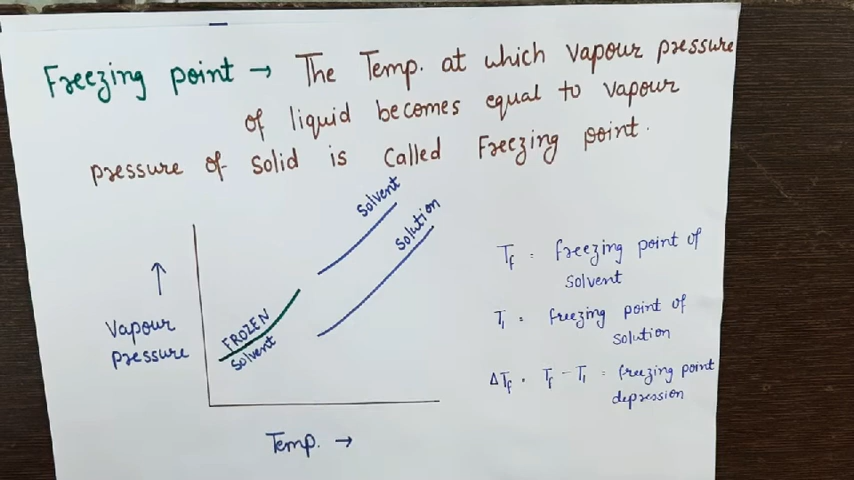 Freezing point → The Temp. at which vapour pressure
of liquid becomes equal to vapour
pressure of solid is called Freezing point.
Solvent
Solution
FROZEN
Solvent
↑
Vapour
pressure
Temp. →
Tf = freezing point of
solvent
T1 = freezing point of
solution
ΔTf = Tf - T1 = freezing point
depression